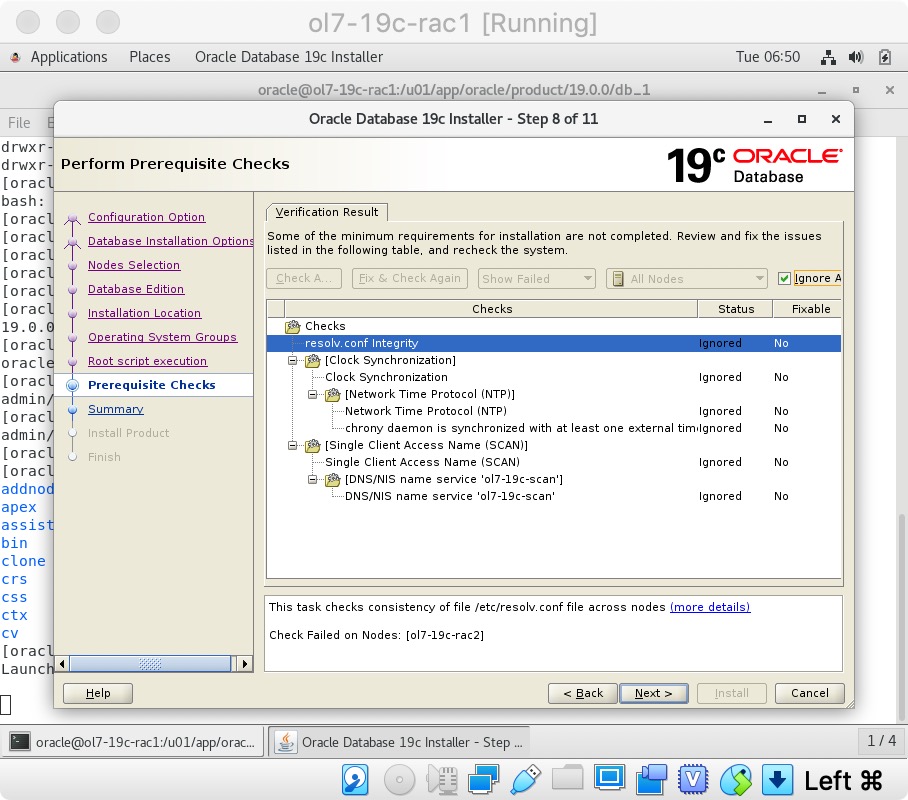 ol7-19c-rac1 [Running]
Applications Places Oracle Database 19c Installer Tue 06:50
oracle@ol7-19c-rac1:/u01/app/oracle/product/19.0.0/db_1
File E
Oracle Database 19c Installer - Step 8 of 11
Perform Prerequisite Checks
19c ORACLE
Database
drwxr-
drwxr-
[oracl
bash:
[oracl
[oracl
[oracl
[oracl
[oracl
[oracl
19.0.0
[oracl
oracle
[oracl
admin/
[oracl
admin/
[oracl
[oracl
addnod
apex
assist
bin
clone
crs
css
ctx
cv
[oracl
Launch
Configuration Option
Database Installation Options
Nodes Selection
Database Edition
Installation Location
Operating System Groups
Root script execution
Prerequisite Checks
Summary
Install Product
Finish
Verification Result
Some of the minimum requirements for installation are not completed. Review and fix the issues
listed in the following table, and recheck the system.
Check A... Fix & Check Again Show Failed All Nodes Ignore A
Checks Status Fixable
Checks
resolv.conf Integrity Ignored No
[Clock Synchronization]
Clock Synchronization Ignored No
[Network Time Protocol (NTP)]
Network Time Protocol (NTP) Ignored No
chrony daemon is synchronized with at least one external tim Ignored No
[Single Client Access Name (SCAN)]
Single Client Access Name (SCAN) Ignored No
[DNS/NIS name service 'ol7-19c-scan']
DNS/NIS name service 'ol7-19c-scan' Ignored No
This task checks consistency of file /etc/resolv.conf file across nodes (more details)
Check Failed on Nodes: [ol7-19c-rac2]
Help < Back Next > Install Cancel
oracle@ol7-19c-rac1:/u01/app/orac... Oracle Database 19c Installer - Step ... 1 / 4
Left ⌘